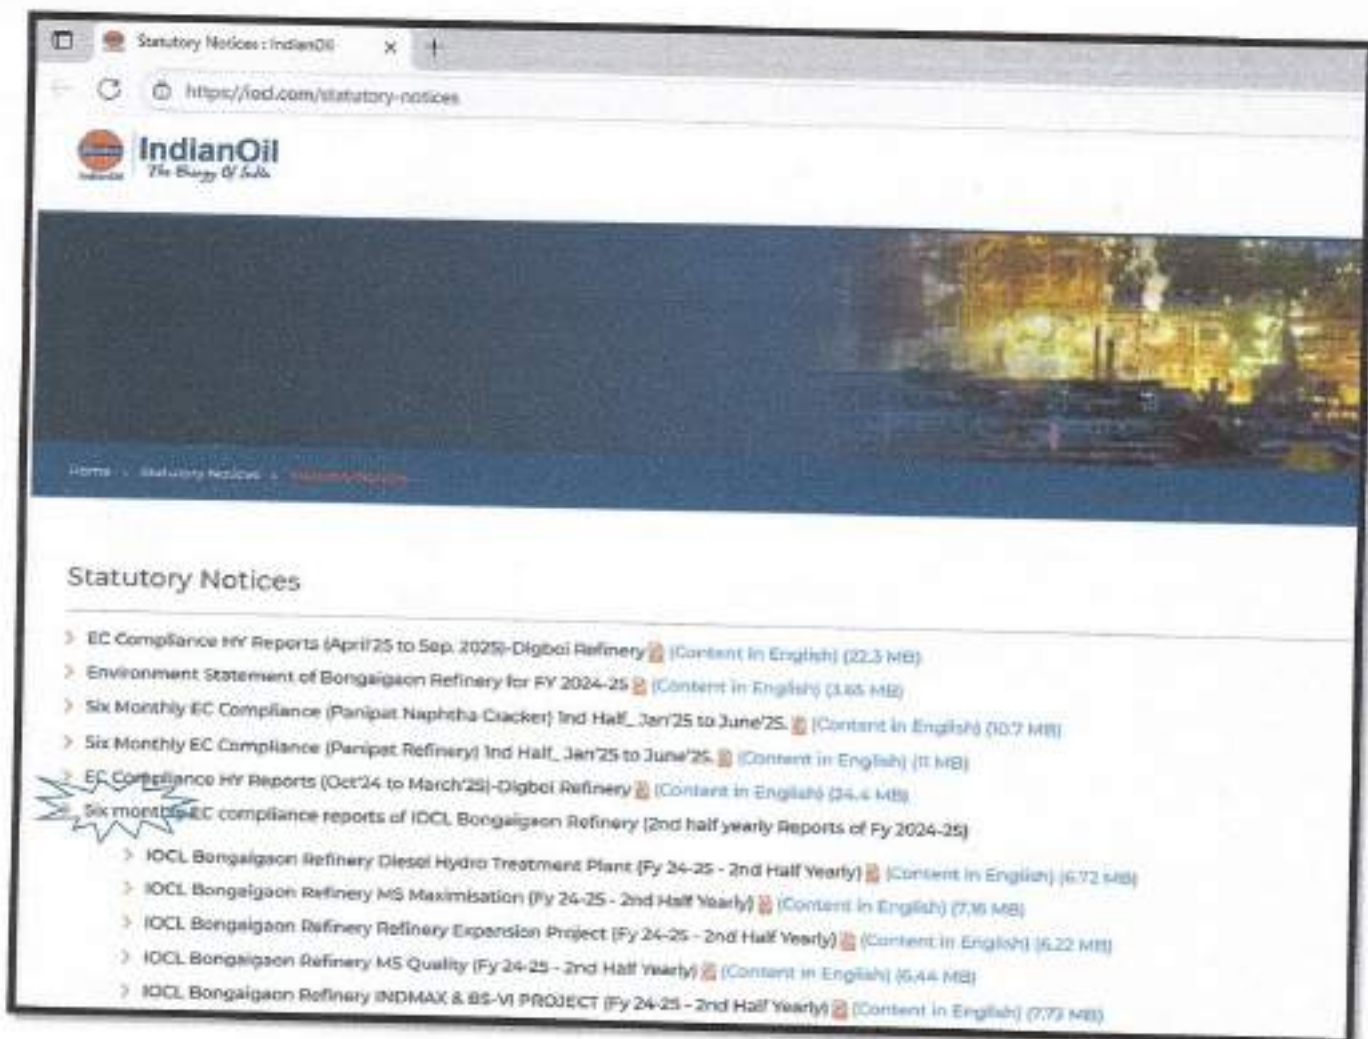 Statutory Notices : IndianOil
https://iocl.com/statutory-notices
IndianOil
The Energy Of India
IndianOil
Home > Statutory Notices >
Statutory Notices
EC Compliance HY Reports (April'25 to Sep. 2025)-Digboi Refinery (Content in English) (22.3 MB)
Environment Statement of Bongaigaon Refinery for FY 2024-25 (Content in English) (3.65 MB)
Six Monthly EC Compliance (Panipat Naphtha Cracker) Ind Half_ Jan'25 to June'25. (Content in English) (10.7 MB)
Six Monthly EC Compliance (Panipat Refinery) Ind Half_ Jan'25 to June'25. (Content in English) (11 MB)
EC Compliance HY Reports (Oct'24 to March'25)-Digboi Refinery (Content in English) (24.4 MB)
Six monthly EC compliance reports of IOCL Bongaigaon Refinery (2nd half yearly Reports of Fy 2024-25)
IOCL Bongaigaon Refinery Diesel Hydro Treatment Plant (Fy 24-25 - 2nd Half Yearly) (Content in English) (6.72 MB)
IOCL Bongaigaon Refinery MS Maximisation (Fy 24-25 - 2nd Half Yearly) (Content in English) (7.16 MB)
IOCL Bongaigaon Refinery Refinery Expansion Project (Fy 24-25 - 2nd Half Yearly) (Content in English) (6.22 MB)
IOCL Bongaigaon Refinery MS Quality (Fy 24-25 - 2nd Half Yearly) (Content in English) (6.44 MB)
IOCL Bongaigaon Refinery INDMAX & BS-VI PROJECT (Fy 24-25 - 2nd Half Yearly) (Content in English) (7.73 MB)